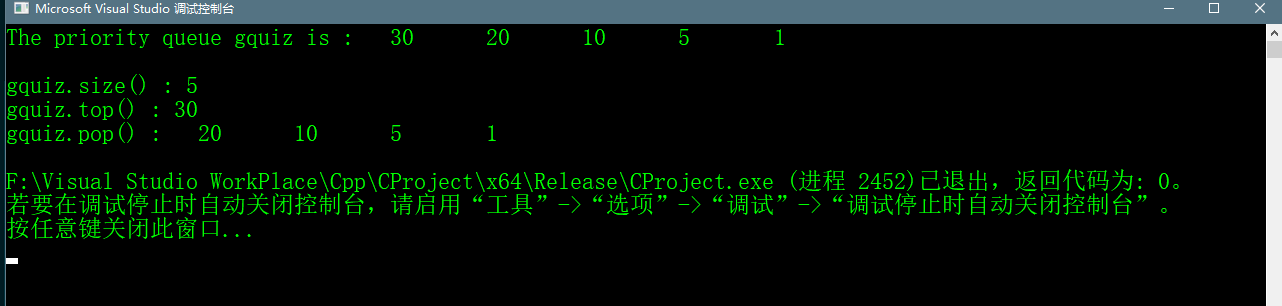 Microsoft Visual Studio 调试控制台
The priority queue gquiz is :   30      20      10      5       1
gquiz.size() : 5
gquiz.top() : 30
gquiz.pop() :   20      10      5       1
F:\Visual Studio WorkPlace\Cpp\CProject\x64\Release\CProject.exe (进程 2452)已退出，返回代码为: 0。
若要在调试停止时自动关闭控制台，请启用“工具”->“选项”->“调试”->“调试停止时自动关闭控制台”。
按任意键关闭此窗口...